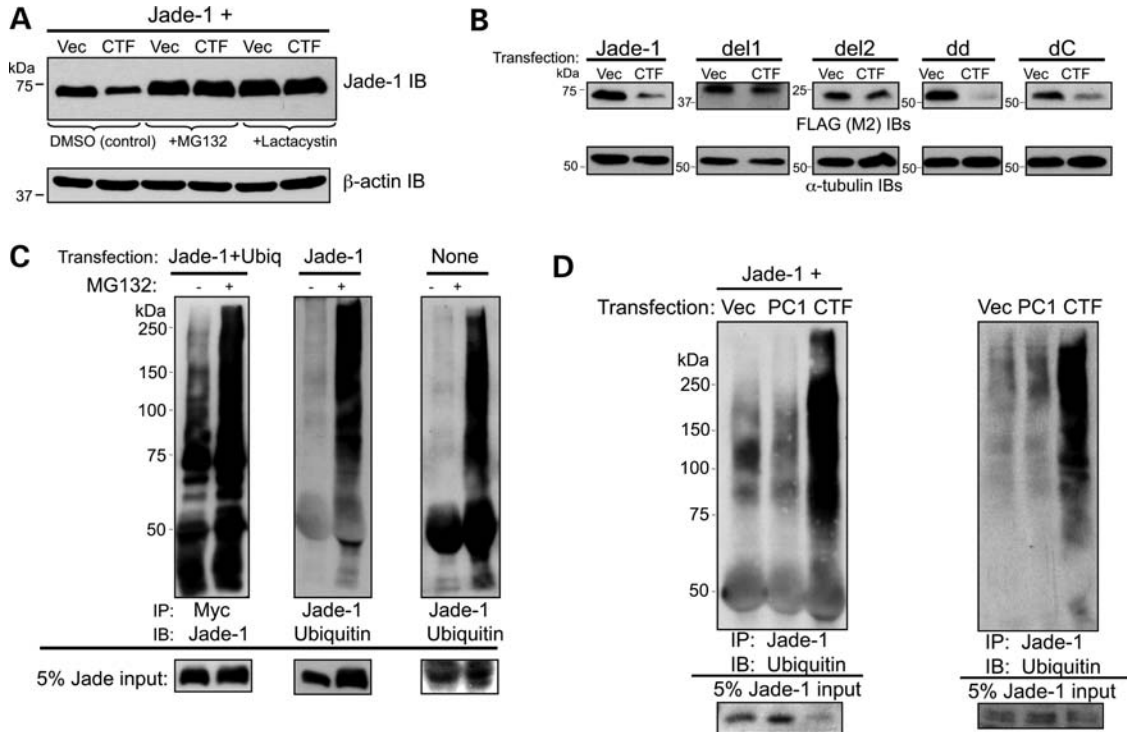 A
Jade-1 +
Vec CTF Vec CTF Vec CTF
kDa
75
Jade-1 IB
DMSO (control) +MG132 +Lactacystin
37
β-actin IB
B
Transfection: Jade-1 del1 del2 dd dC
kDa Vec CTF Vec CTF Vec CTF Vec CTF Vec CTF
75 37 25 50 50
FLAG (M2) IBs
50 50 50 50 50
α-tubulin IBs
C
Transfection: Jade-1+Ubiq Jade-1 None
MG132: - + - + - +
kDa
250
150
100
75
50
IP: Myc Jade-1 Jade-1
IB: Jade-1 Ubiquitin Ubiquitin
5% Jade input:
D
Jade-1 +
Transfection: Vec PC1 CTF Vec PC1 CTF
kDa
250
150
100
75
50
IP: Jade-1 IP: Jade-1
IB: Ubiquitin IB: Ubiquitin
5% Jade-1 input 5% Jade-1 input